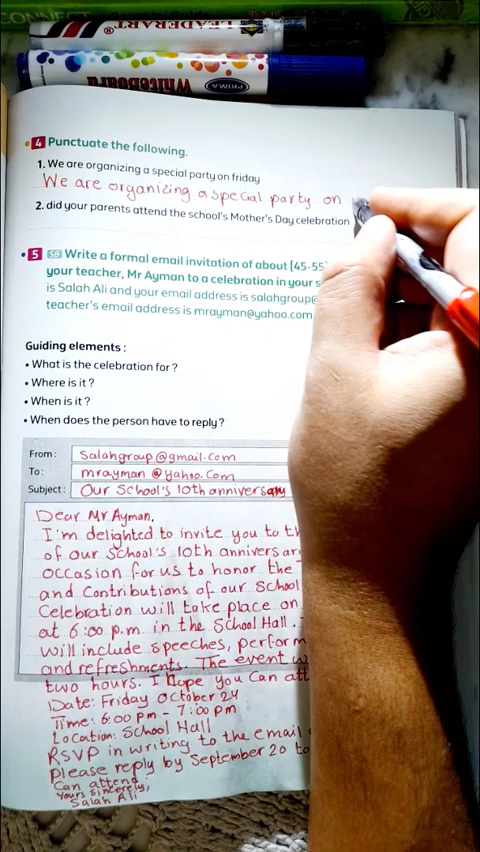 CONNECT
LEADERART
Whiteboard PRIMA
4 Punctuate the following.
1. We are organizing a special party on friday
We are organizing a special party on
2. did your parents attend the school's Mother's Day celebration
5 SB Write a formal email invitation of about (45-55
your teacher, Mr Ayman to a celebration in your s
is Salah Ali and your email address is salahgroup@
teacher's email address is mrayman@yahoo.com
Guiding elements :
• What is the celebration for ?
• Where is it ?
• When is it ?
• When does the person have to reply ?
From: Salahgroup@gmail.com
To: mrayman @yahoo.Com
Subject: Our School's 10th anniversary
Dear Mr Ayman,
I'm delighted to invite you to th
of our school's 10th anniversar
occasion for us to honor the
and contributions of our School
Celebration will take place on
at 6:00 p.m in the School Hall.
will include speeches, perform
and refreshments. The event w
two hours. I hope you Can att
Date: Friday October 24
Time: 6:00 pm - 7:00 pm
Location: School Hall
RSVP in writing to the email
Please reply by September 20 to
Can attend
Yours sincerely,
Salah Ali